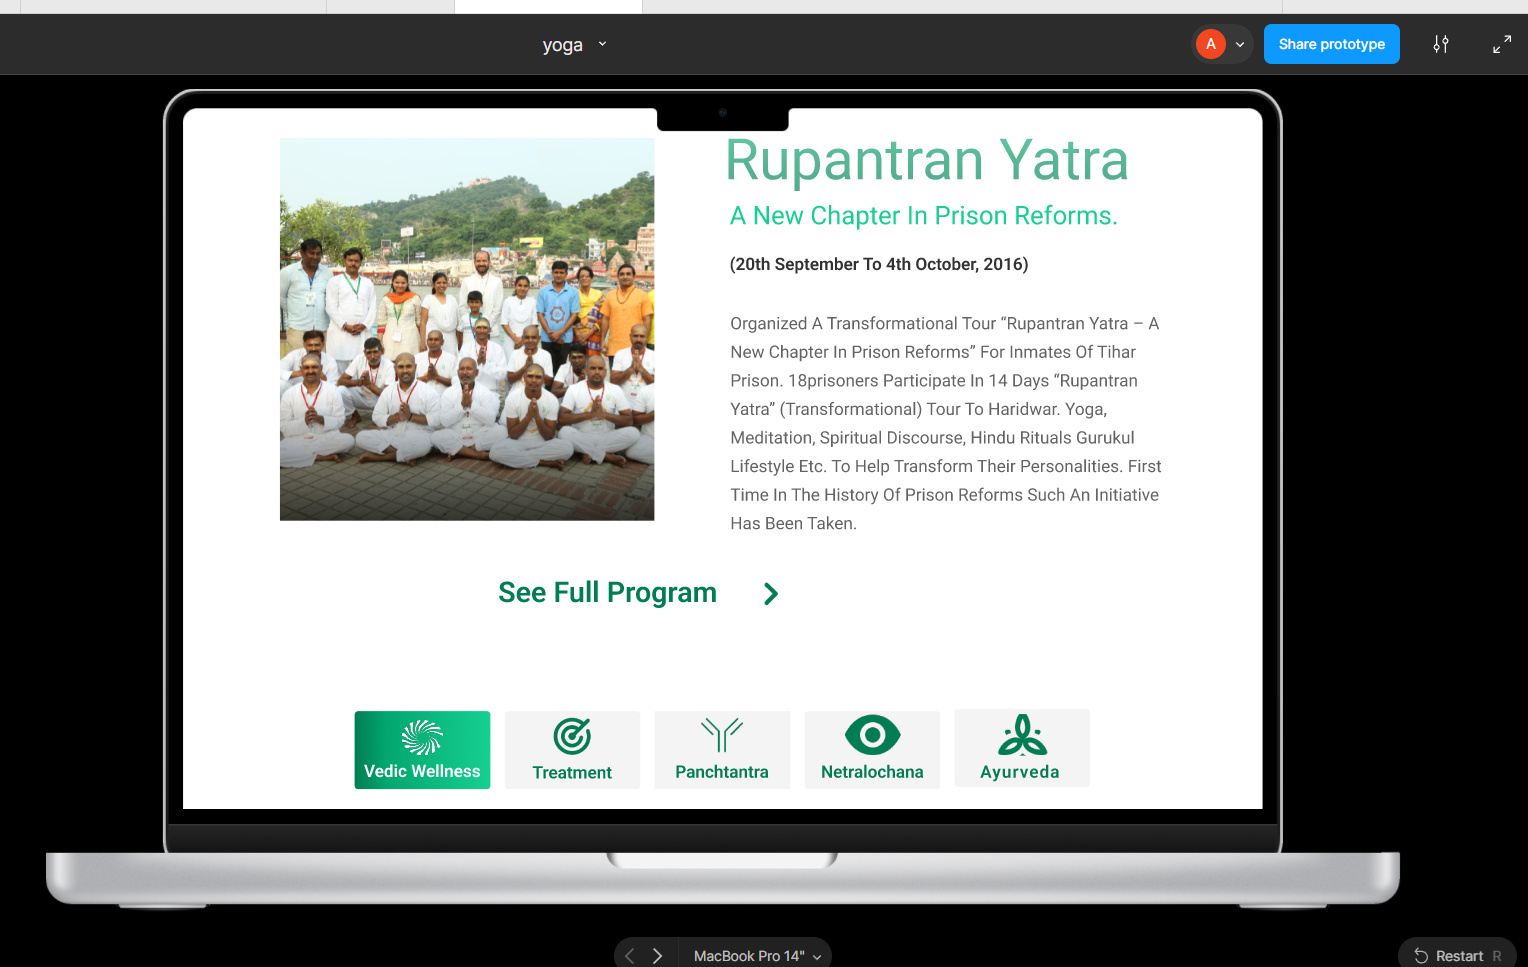 yoga
A
Share prototype
Rupantran Yatra
A New Chapter In Prison Reforms.
(20th September To 4th October, 2016)
Organized A Transformational Tour “Rupantran Yatra – A
New Chapter In Prison Reforms” For Inmates Of Tihar
Prison. 18prisoners Participate In 14 Days “Rupantran
Yatra” (Transformational) Tour To Haridwar. Yoga,
Meditation, Spiritual Discourse, Hindu Rituals Gurukul
Lifestyle Etc. To Help Transform Their Personalities. First
Time In The History Of Prison Reforms Such An Initiative
Has Been Taken.
See Full Program
Vedic Wellness
Treatment
Panchtantra
Netralochana
Ayurveda
MacBook Pro 14"
Restart R